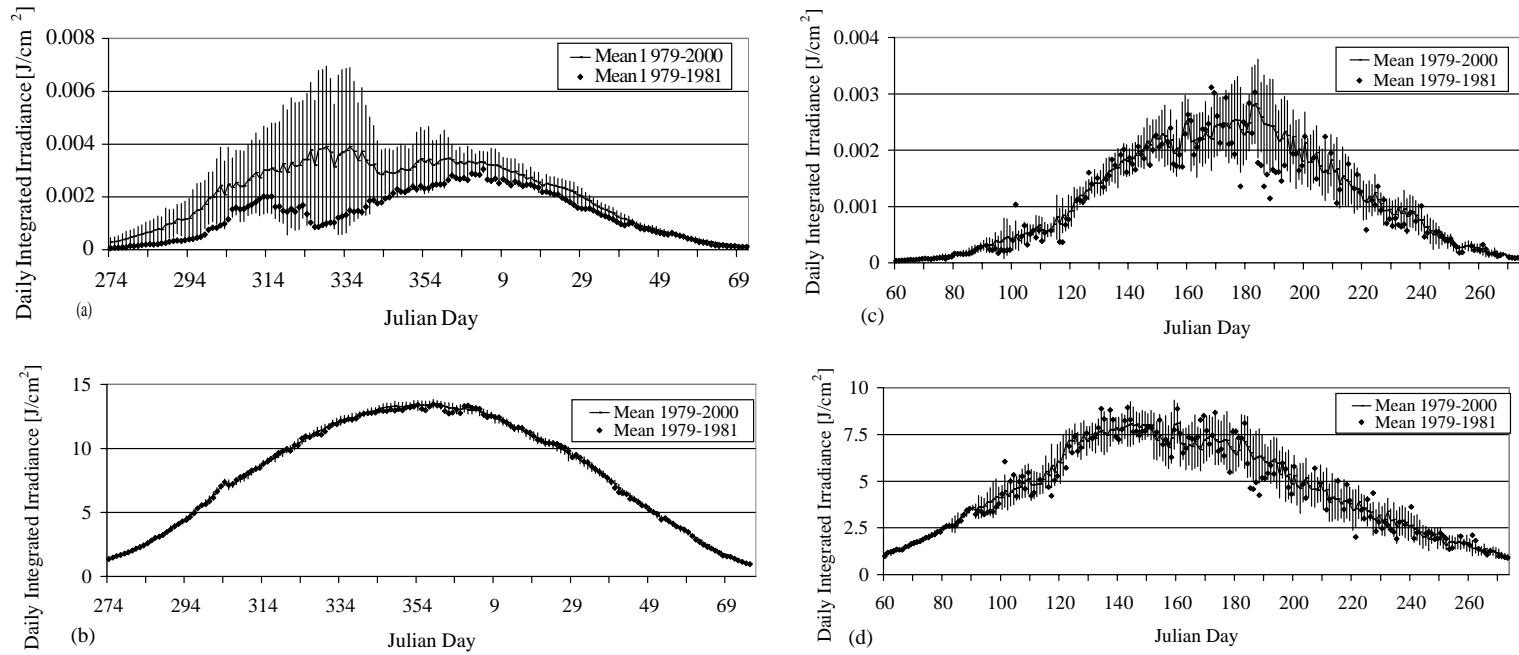 Daily Integrated Irradiance [J/cm²]
0.008
0.006
0.004
0.002
0
Mean 1979-2000
Mean 1979-1981
274 294 314 334 354 9 29 49 69
(a)
Julian Day
Daily Integrated Irradiance [J/cm²]
15
10
5
0
Mean 1979-2000
Mean 1979-1981
274 294 314 334 354 9 29 49 69
(b)
Julian Day
Daily Integrated Irradiance [J/cm²]
0.004
0.003
0.002
0.001
0
Mean 1979-2000
Mean 1979-1981
60 80 100 120 140 160 180 200 220 240 260
(c)
Julian Day
Daily Integrated Irradiance [J/cm²]
10
7.5
5
2.5
0
Mean 1979-2000
Mean 1979-1981
60 80 100 120 140 160 180 200 220 240 260
(d)
Julian Day